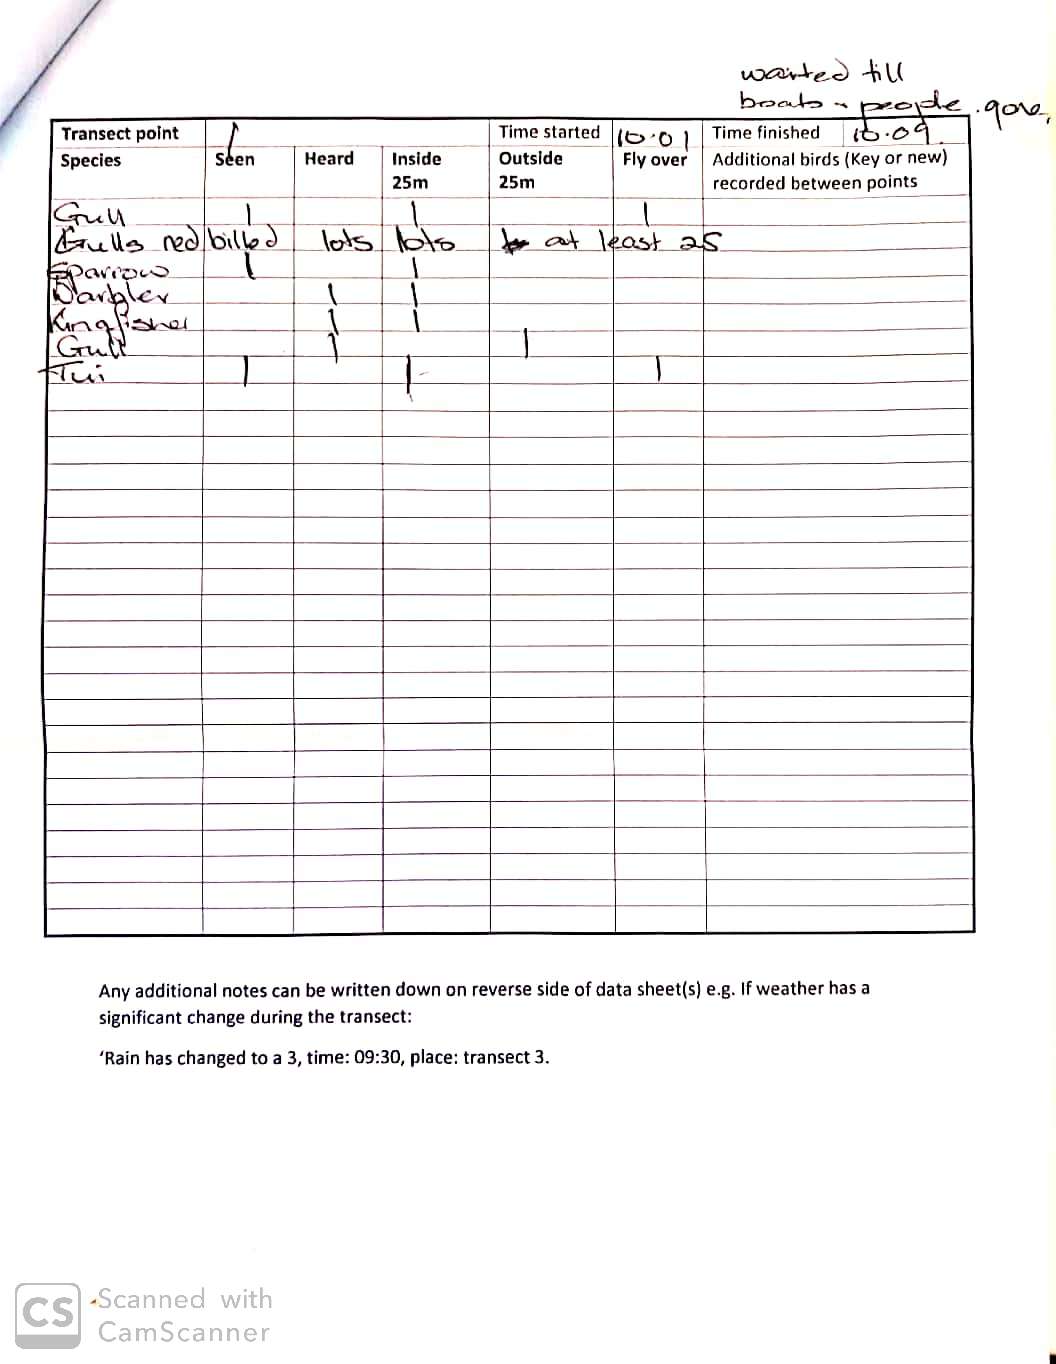 waited till
boats - people . gone,
Transect point 1 Time started 10.01 Time finished 10.09
Species Seen Heard Inside 25m Outside 25m Fly over Additional birds (Key or new) recorded between points
Gull 1 1 1
Gulls red billed lots lots at least 25
Sparrow 1 1
Warbler 1 1
Kingfisher 1 1
Gull 1 1
Tui 1 1 1
Any additional notes can be written down on reverse side of data sheet(s) e.g. If weather has a
significant change during the transect:
‘Rain has changed to a 3, time: 09:30, place: transect 3.
CS Scanned with
CamScanner